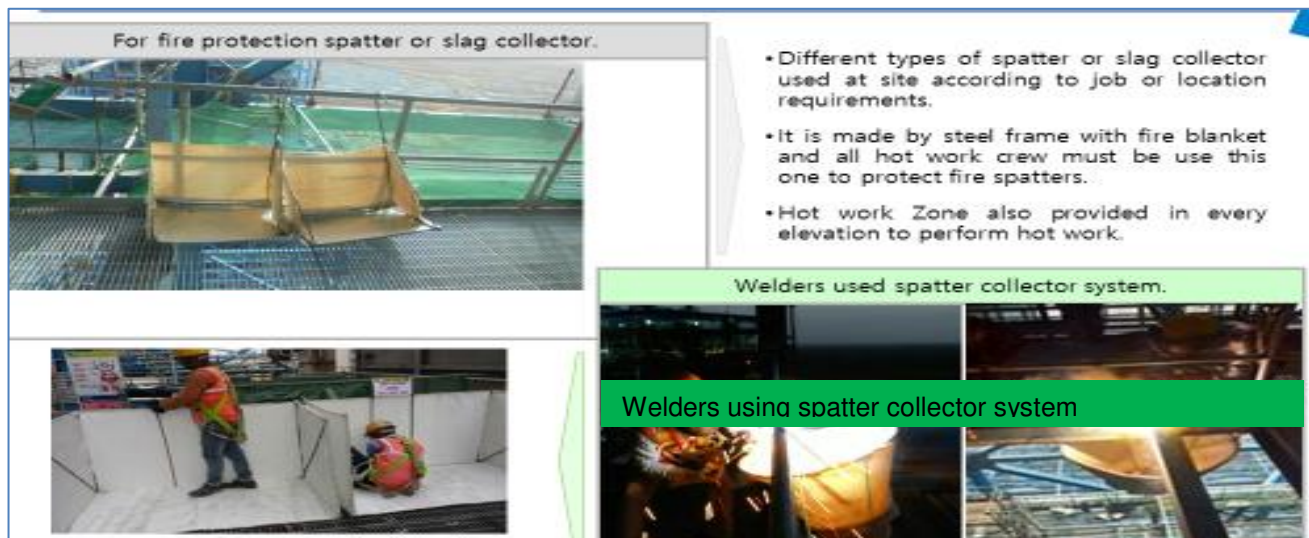 For fire protection spatter or slag collector.
• Different types of spatter or slag collector
used at site according to job or location
requirements.
• It is made by steel frame with fire blanket
and all hot work crew must be use this
one to protect fire spatters.
• Hot work Zone also provided in every
elevation to perform hot work.
Welders used spatter collector system.
Welders using spatter collector system